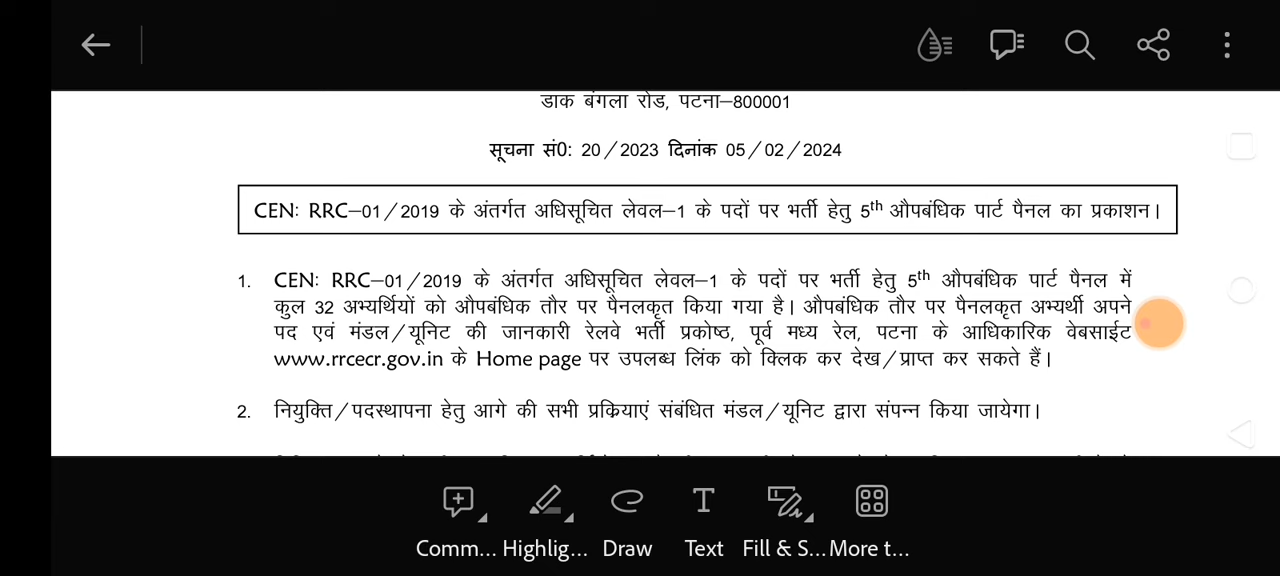 डाक बंगला रोड, पटना–800001
सूचना सं0: 20/2023 दिनांक 05/02/2024
CEN: RRC–01/2019 के अंतर्गत अधिसूचित लेवल–1 के पदों पर भर्ती हेतु 5th औपबंधिक पार्ट पैनल का प्रकाशन।
1. CEN: RRC–01/2019 के अंतर्गत अधिसूचित लेवल–1 के पदों पर भर्ती हेतु 5th औपबंधिक पार्ट पैनल में
कुल 32 अभ्यर्थियों को औपबंधिक तौर पर पैनलकृत किया गया है। औपबंधिक तौर पर पैनलकृत अभ्यर्थी अपने
पद एवं मंडल/यूनिट की जानकारी रेलवे भर्ती प्रकोष्ठ, पूर्व मध्य रेल, पटना के आधिकारिक वेबसाईट
www.rrcecr.gov.in के Home page पर उपलब्ध लिंक को क्लिक कर देख/प्राप्त कर सकते हैं।
2. नियुक्ति/पदस्थापना हेतु आगे की सभी प्रकियाएं संबंधित मंडल/यूनिट द्वारा संपन्न किया जायेगा।
Comm... Highlig... Draw Text Fill & S... More t...